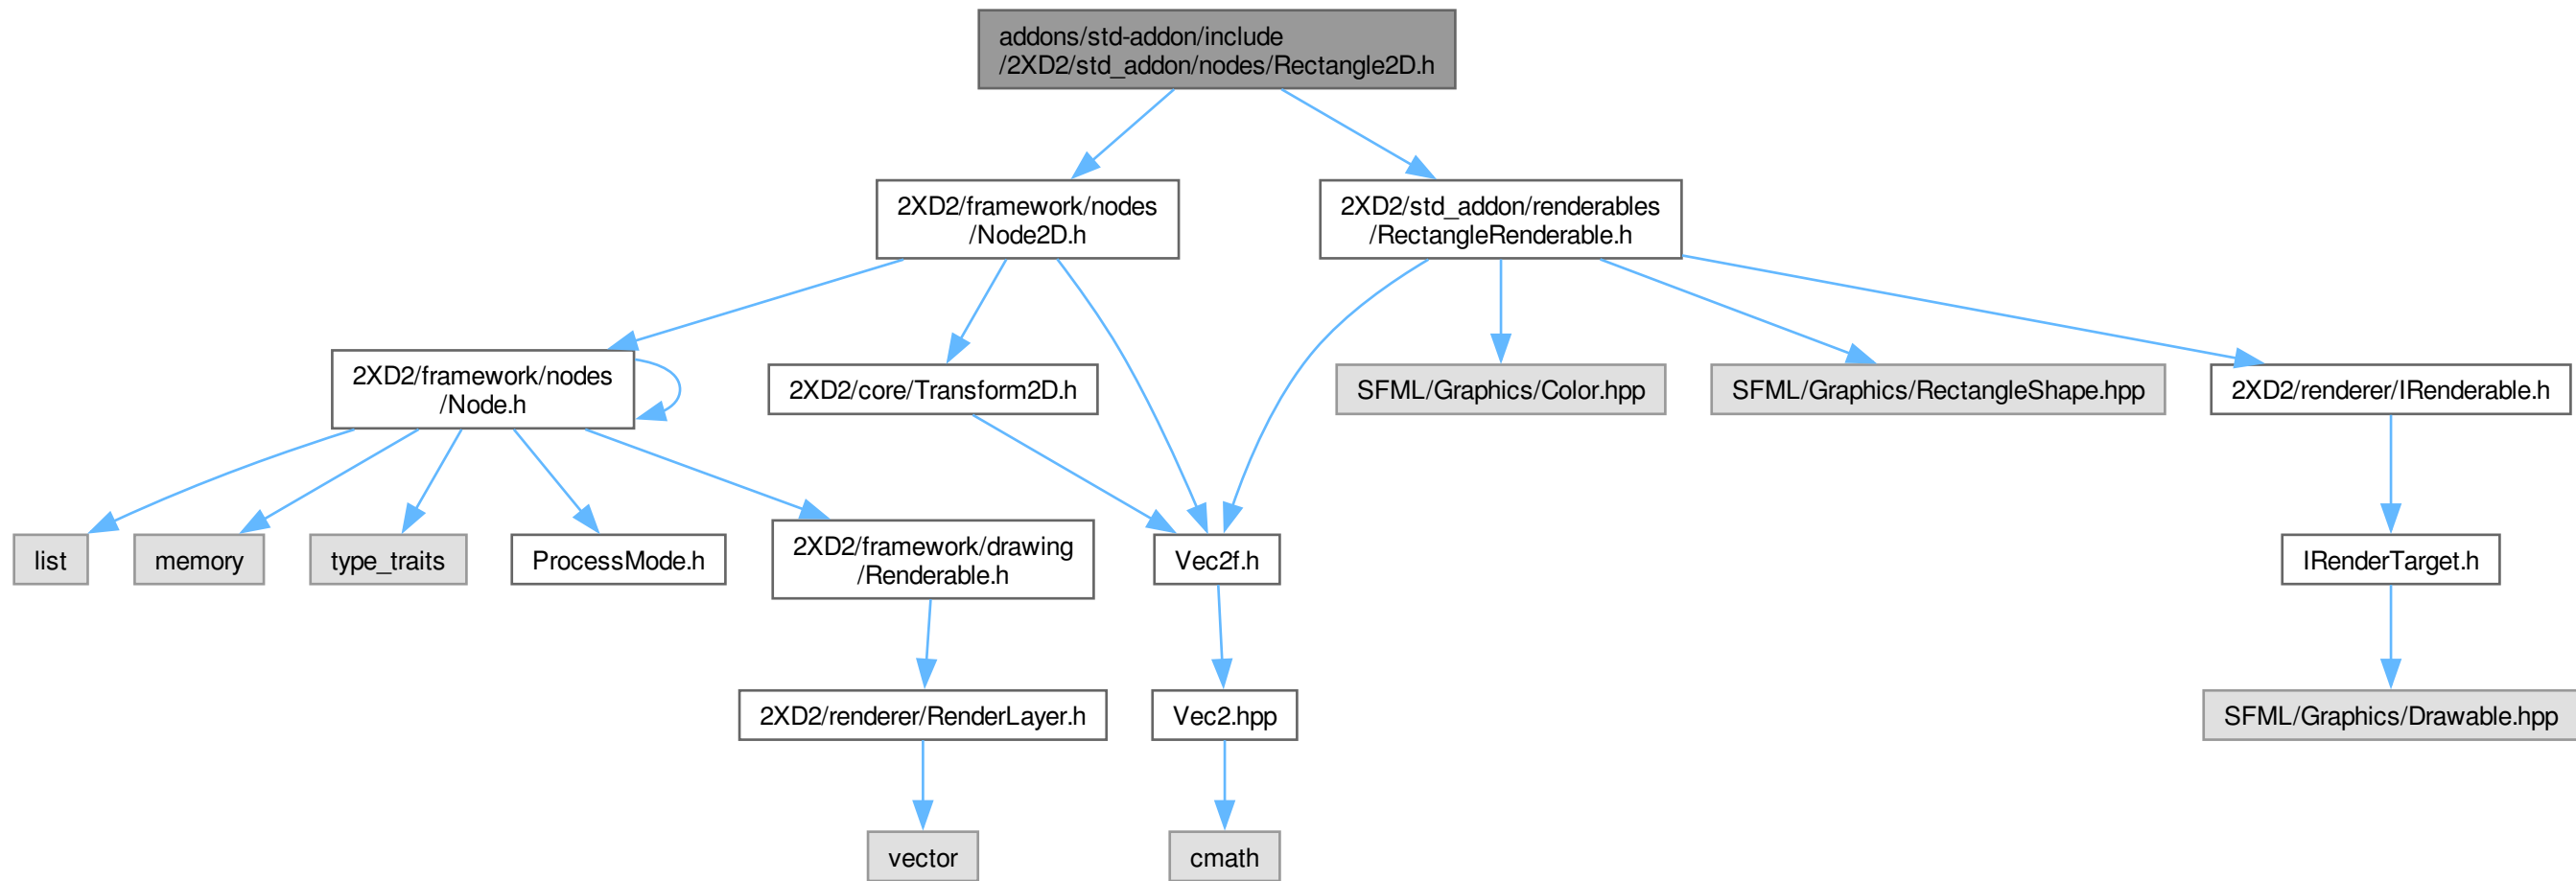 addons/std-addon/include
/2XD2/std_addon/nodes/Rectangle2D.h
2XD2/framework/nodes
/Node2D.h
2XD2/std_addon/renderables
/RectangleRenderable.h
2XD2/framework/nodes
/Node.h
2XD2/core/Transform2D.h
SFML/Graphics/Color.hpp
SFML/Graphics/RectangleShape.hpp
2XD2/renderer/IRenderable.h
list
memory
type_traits
ProcessMode.h
2XD2/framework/drawing
/Renderable.h
Vec2f.h
IRenderTarget.h
2XD2/renderer/RenderLayer.h
Vec2.hpp
SFML/Graphics/Drawable.hpp
vector
cmath